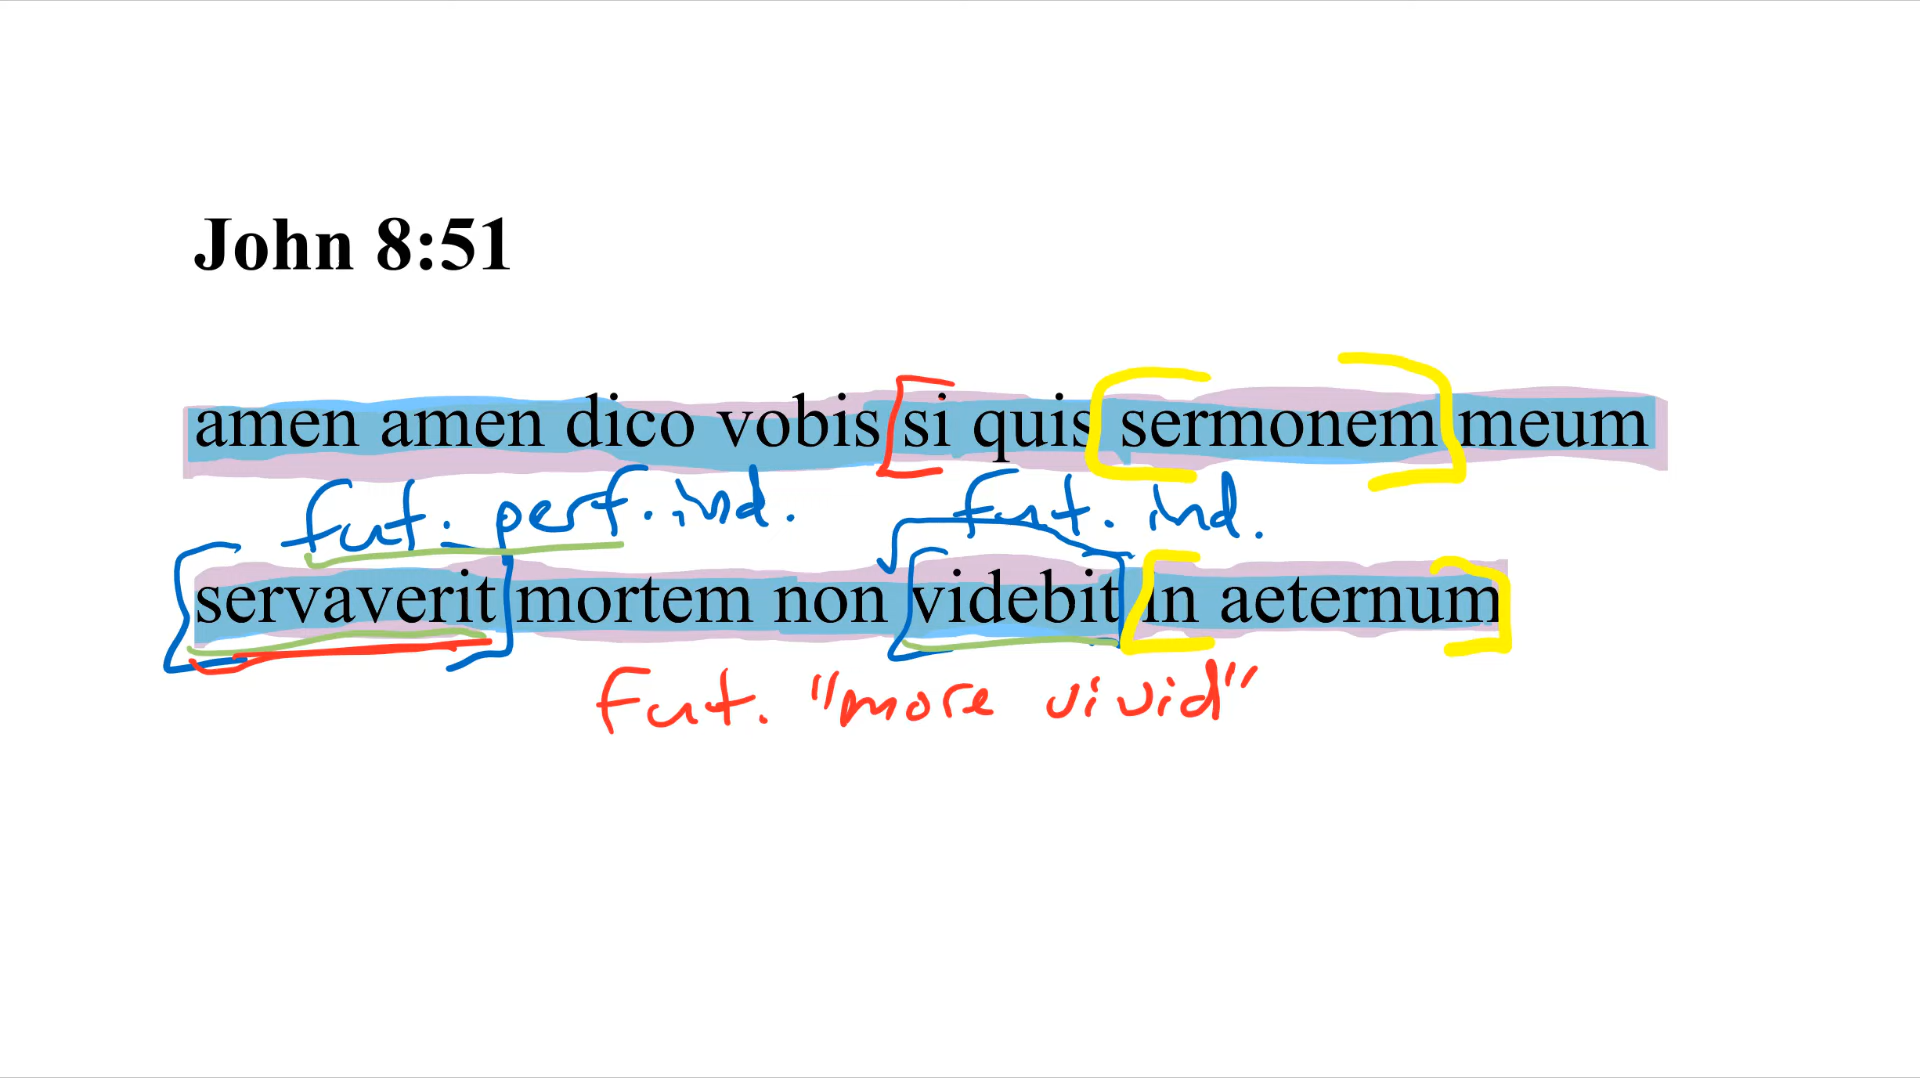 John 8:51
amen amen dico vobis si quis sermonem meum
fut. perf. ind. fut. ind.
servaverit mortem non videbit in aeternum
fut. "more vivid"